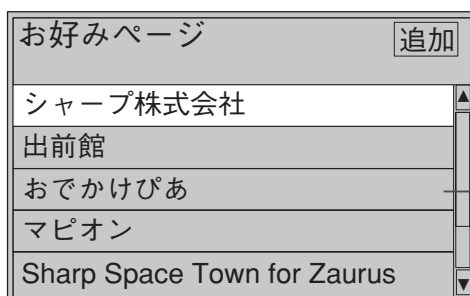 お好みページ 追加
シャープ株式会社
出前館
おでかけぴあ
マピオン
Sharp Space Town for Zaurus